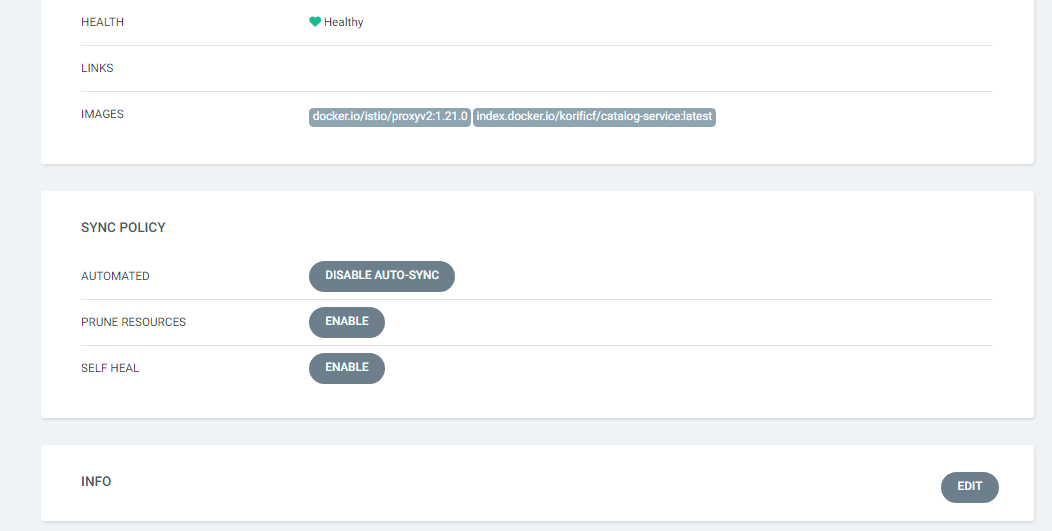 HEALTH Healthy
LINKS
IMAGES docker.io/istio/proxyv2:1.21.0 index.docker.io/korificf/catalog-service:latest
SYNC POLICY
AUTOMATED DISABLE AUTO-SYNC
PRUNE RESOURCES ENABLE
SELF HEAL ENABLE
INFO EDIT